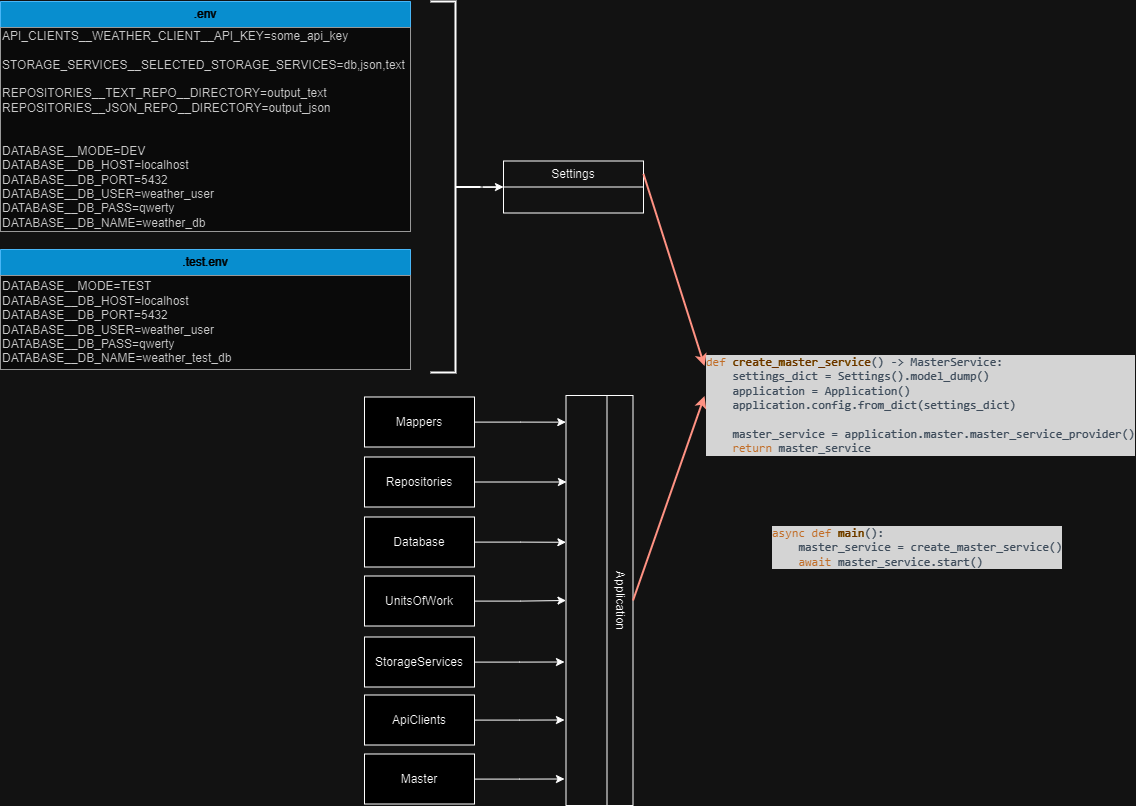 .env
API_CLIENTS__WEATHER_CLIENT__API_KEY=some_api_key
STORAGE_SERVICES__SELECTED_STORAGE_SERVICES=db,json,text
REPOSITORIES__TEXT_REPO__DIRECTORY=output_text
REPOSITORIES__JSON_REPO__DIRECTORY=output_json
DATABASE__MODE=DEV
DATABASE__DB_HOST=localhost
DATABASE__DB_PORT=5432
DATABASE__DB_USER=weather_user
DATABASE__DB_PASS=qwerty
DATABASE__DB_NAME=weather_db
.test.env
DATABASE__MODE=TEST
DATABASE__DB_HOST=localhost
DATABASE__DB_PORT=5432
DATABASE__DB_USER=weather_user
DATABASE__DB_PASS=qwerty
DATABASE__DB_NAME=weather_test_db
Settings
Mappers
Repositories
Database
UnitsOfWork
StorageServices
ApiClients
Master
Application
def create_master_service() -> MasterService:
    settings_dict = Settings().model_dump()
    application = Application()
    application.config.from_dict(settings_dict)
    master_service = application.master.master_service_provider()
    return master_service
async def main():
    master_service = create_master_service()
    await master_service.start()